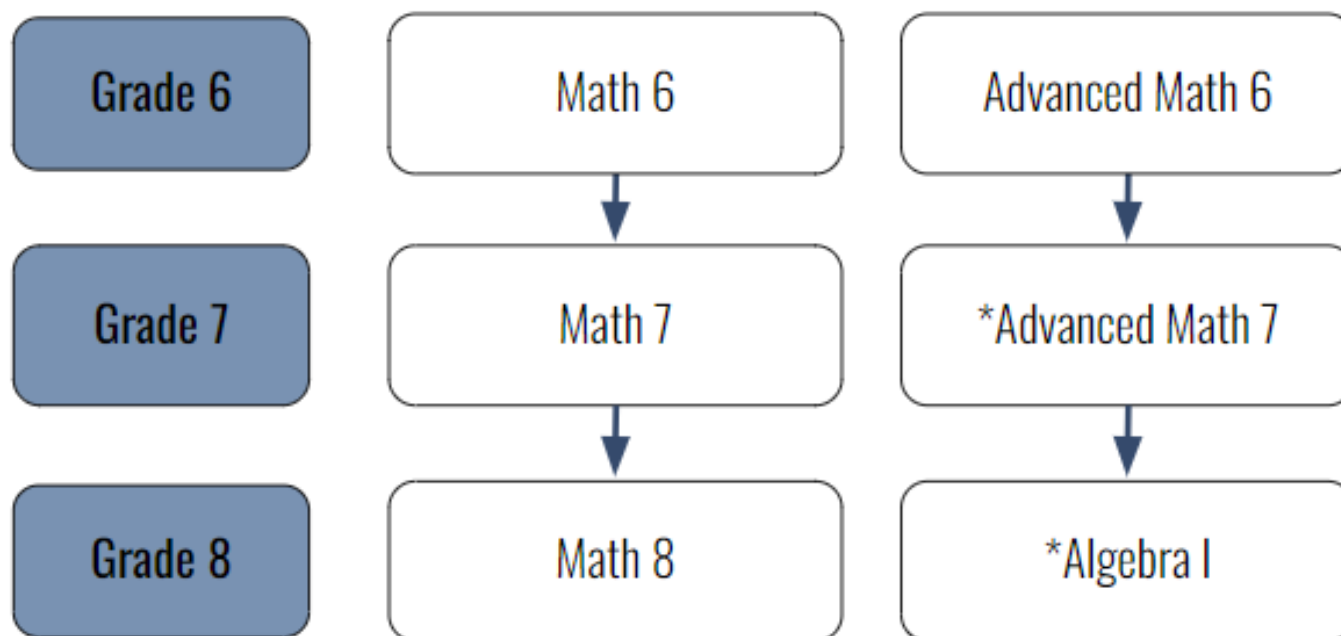 Grade 6
Math 6
Advanced Math 6
Grade 7
Math 7
*Advanced Math 7
Grade 8
Math 8
*Algebra I